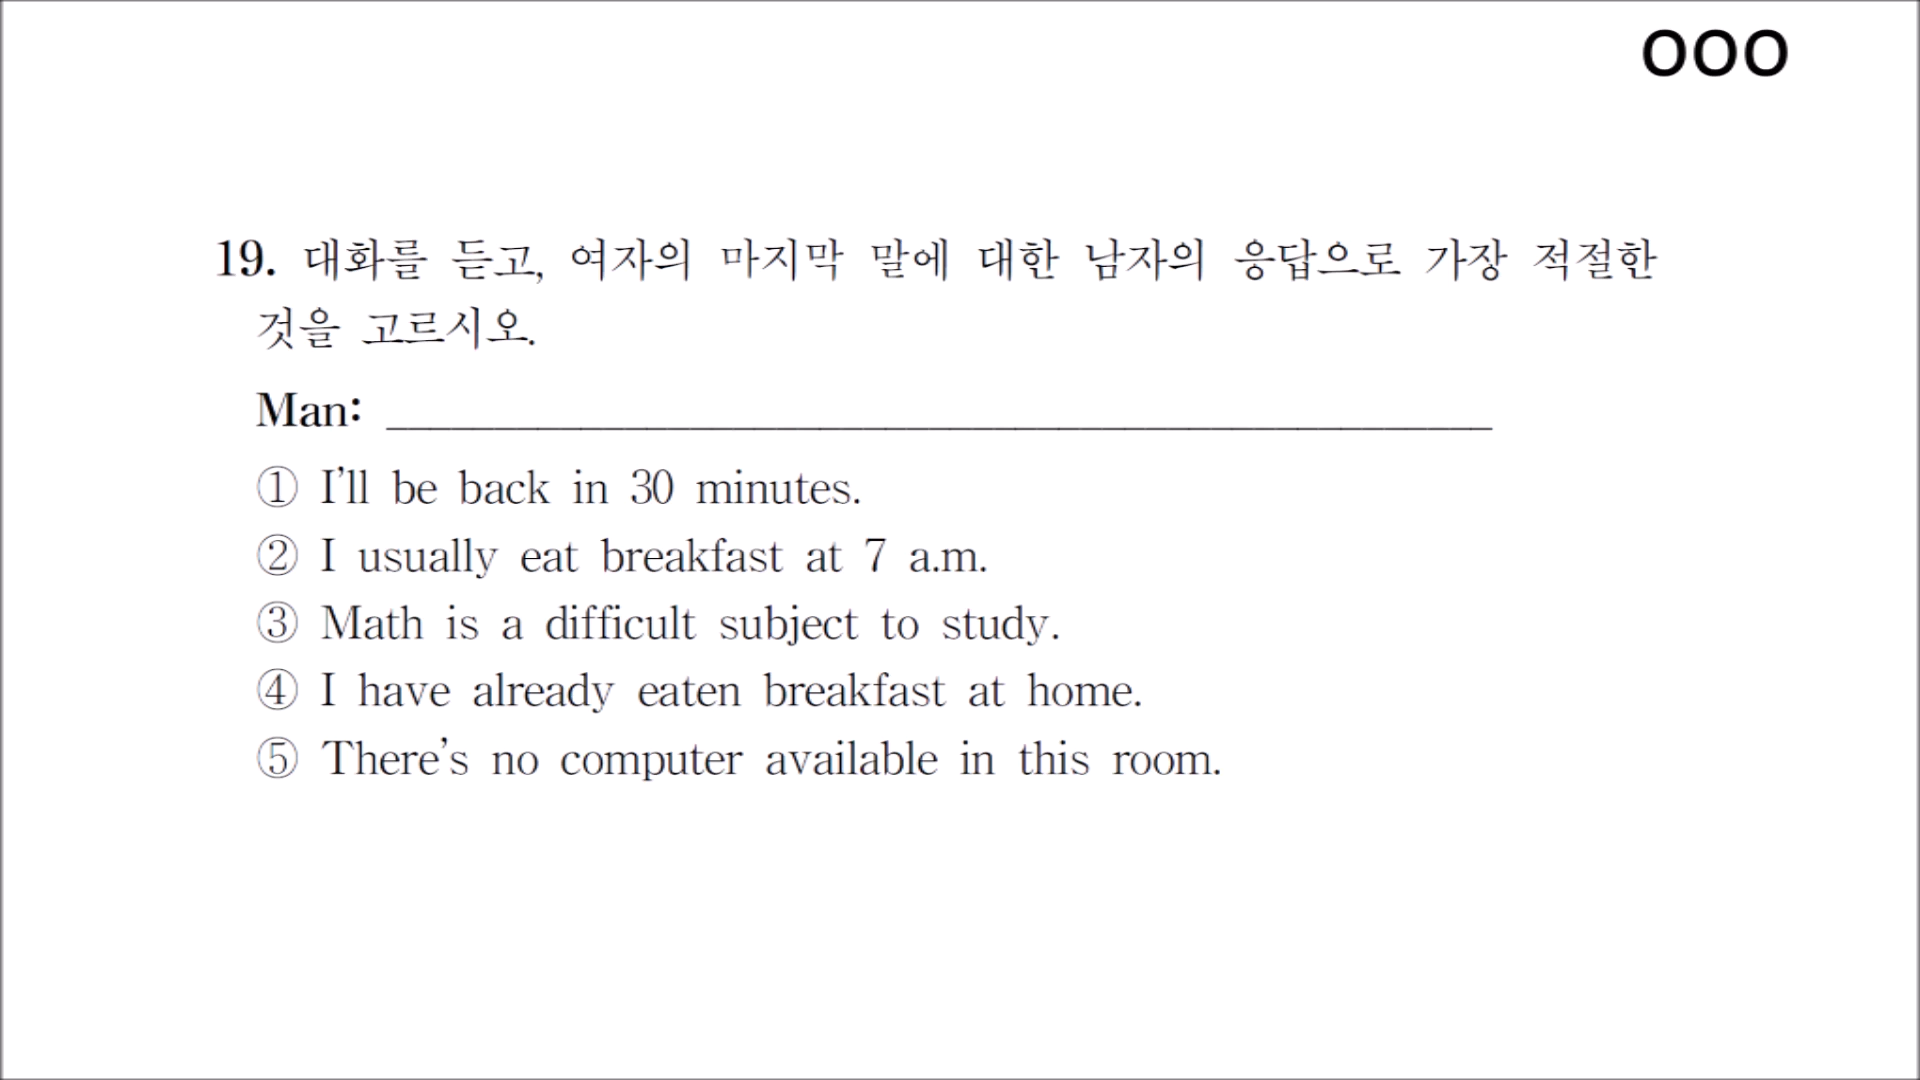 OOO
19. 대화를 듣고, 여자의 마지막 말에 대한 남자의 응답으로 가장 적절한
것을 고르시오.
Man: ______________________________________________
① I'll be back in 30 minutes.
② I usually eat breakfast at 7 a.m.
③ Math is a difficult subject to study.
④ I have already eaten breakfast at home.
⑤ There's no computer available in this room.